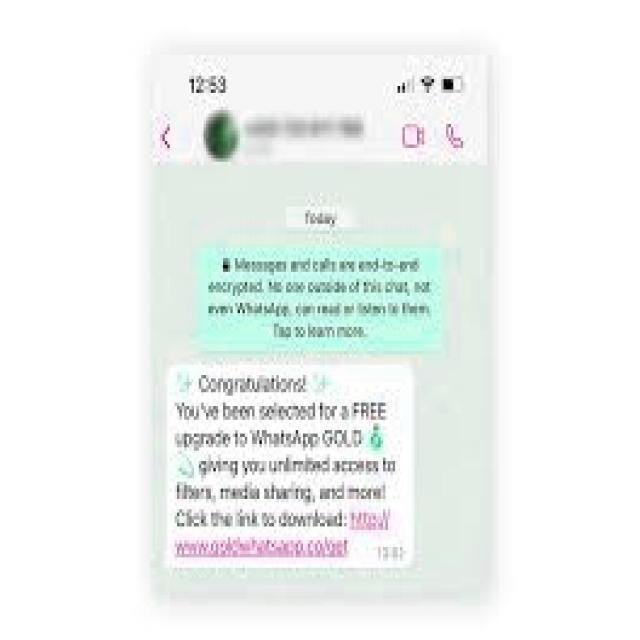 12:53
Today
Messages and calls are end-to-end
encrypted. No one outside of this chat, not
even WhatsApp, can read or listen to them.
Tap to learn more.
Congratulations!
You've been selected for a FREE
upgrade to WhatsApp GOLD
giving you unlimited access to
filters, media sharing, and more!
Click the link to download: http://
www.goldwhatsapp.co/get